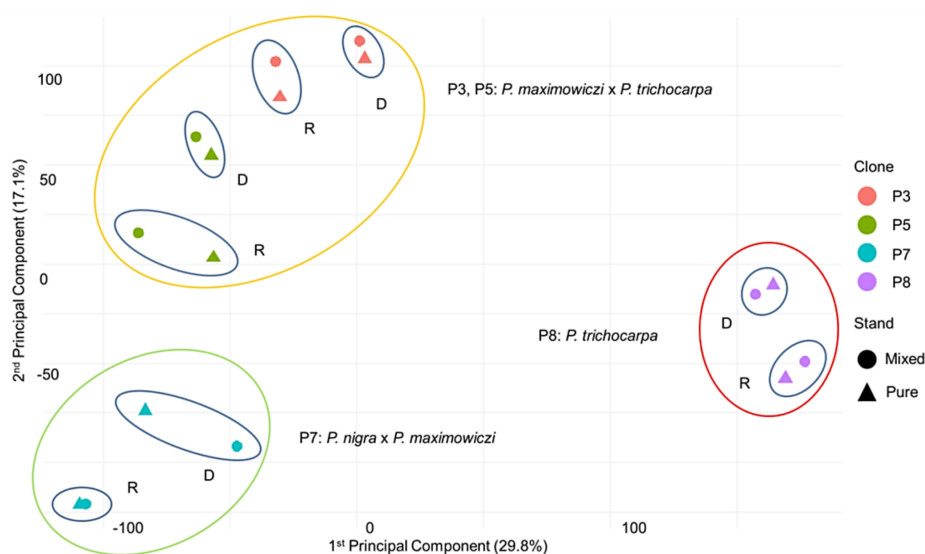 100
P3, P5: P. maximowiczi x P. trichocarpa
D
R
50
D
R
0
2nd Principal Component (17.1%)
-50
P8: P. trichocarpa
D
R
P7: P. nigra x P. maximowiczi
D
R
-100
0
100
1st Principal Component (29.8%)
Clone
P3
P5
P7
P8
Stand
Mixed
Pure